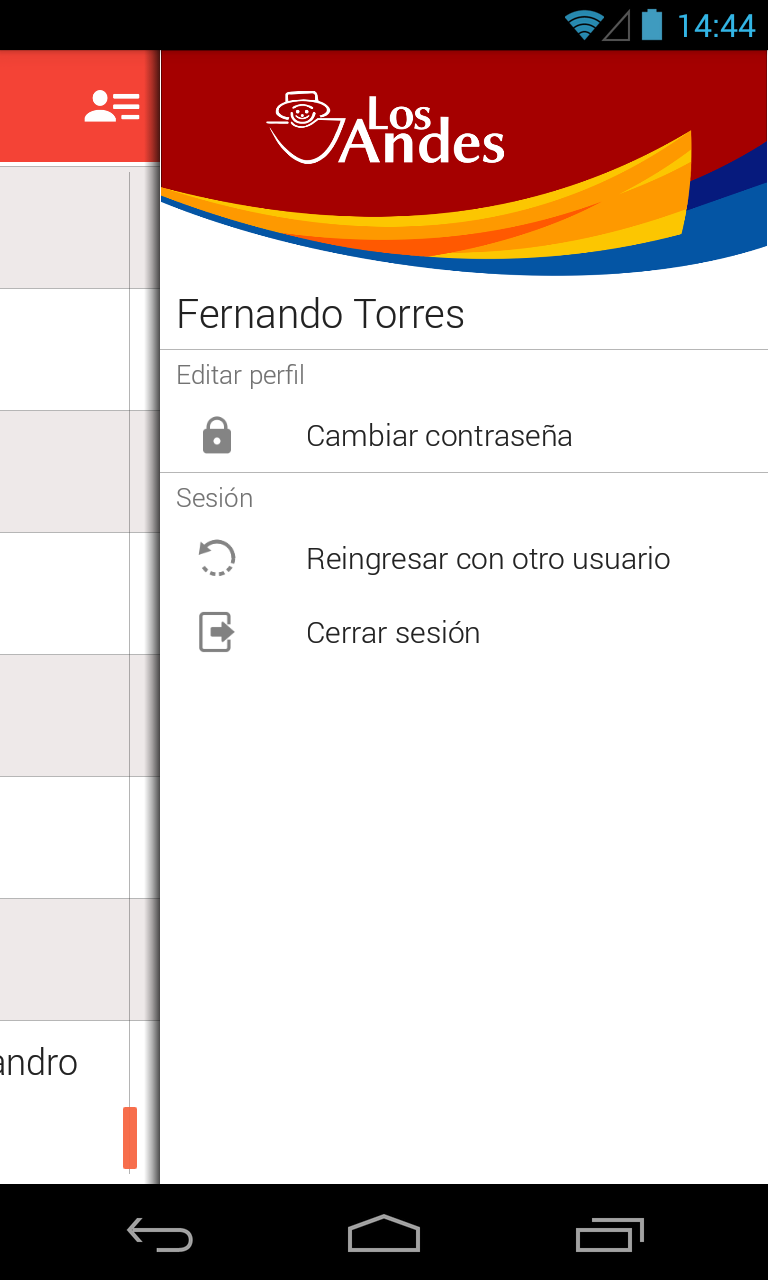 14:44
Los
Andes
Fernando Torres
Editar perfil
Cambiar contraseña
Sesión
Reingresar con otro usuario
Cerrar sesión
andro